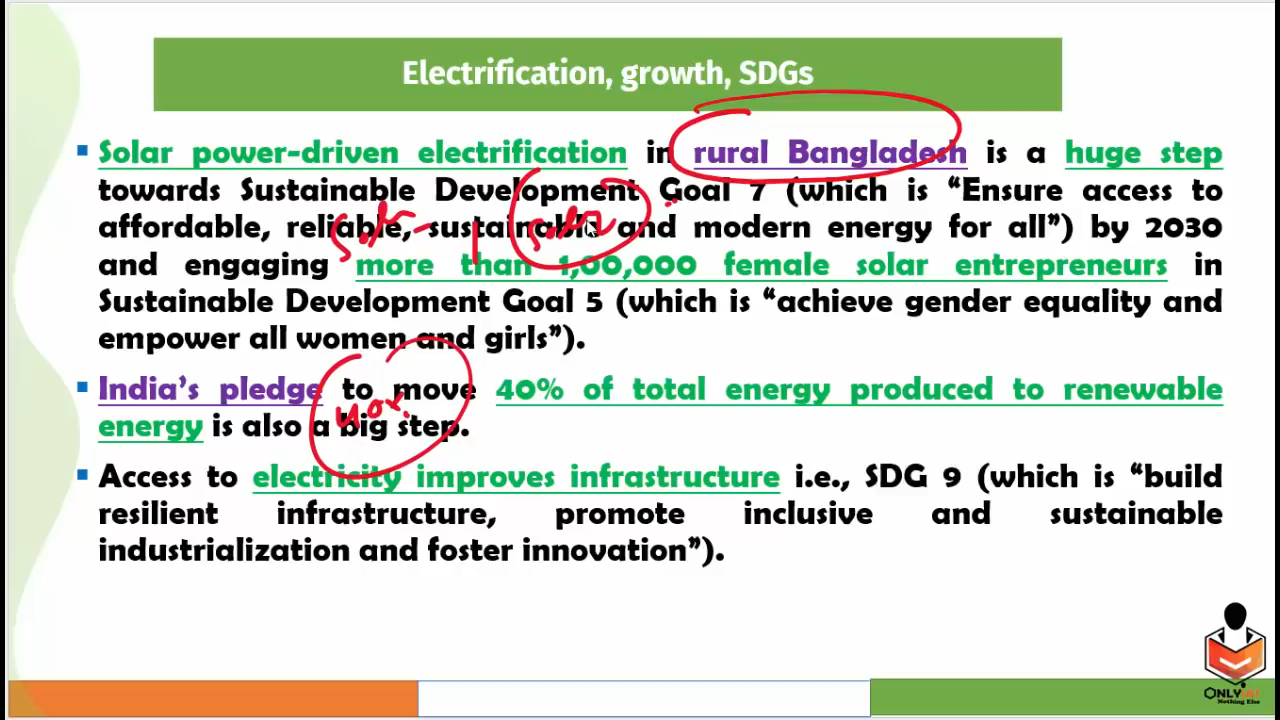 Electrification, growth, SDGs
Solar power-driven electrification in rural Bangladesh is a huge step
towards Sustainable Development Goal 7 (which is “Ensure access to
affordable, reliable, sustainable and modern energy for all”) by 2030
and engaging more than 1,00,000 female solar entrepreneurs in
Sustainable Development Goal 5 (which is “achieve gender equality and
empower all women and girls”).
India’s pledge to move 40% of total energy produced to renewable
energy is also a big step.
40%.
Access to electricity improves infrastructure i.e., SDG 9 (which is “build
resilient infrastructure, promote inclusive and sustainable
industrialization and foster innovation”).
ONLYIAS
Nothing Else